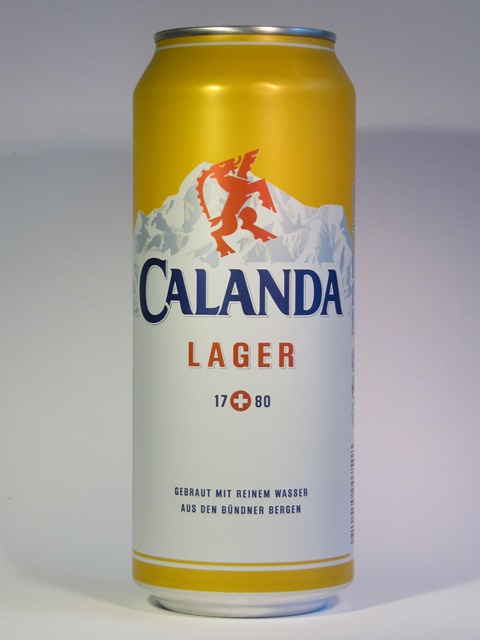 CALANDA
LAGER
17 80
GEBRAUT MIT REINEM WASSER
AUS DEN BÜNDNER BERGEN